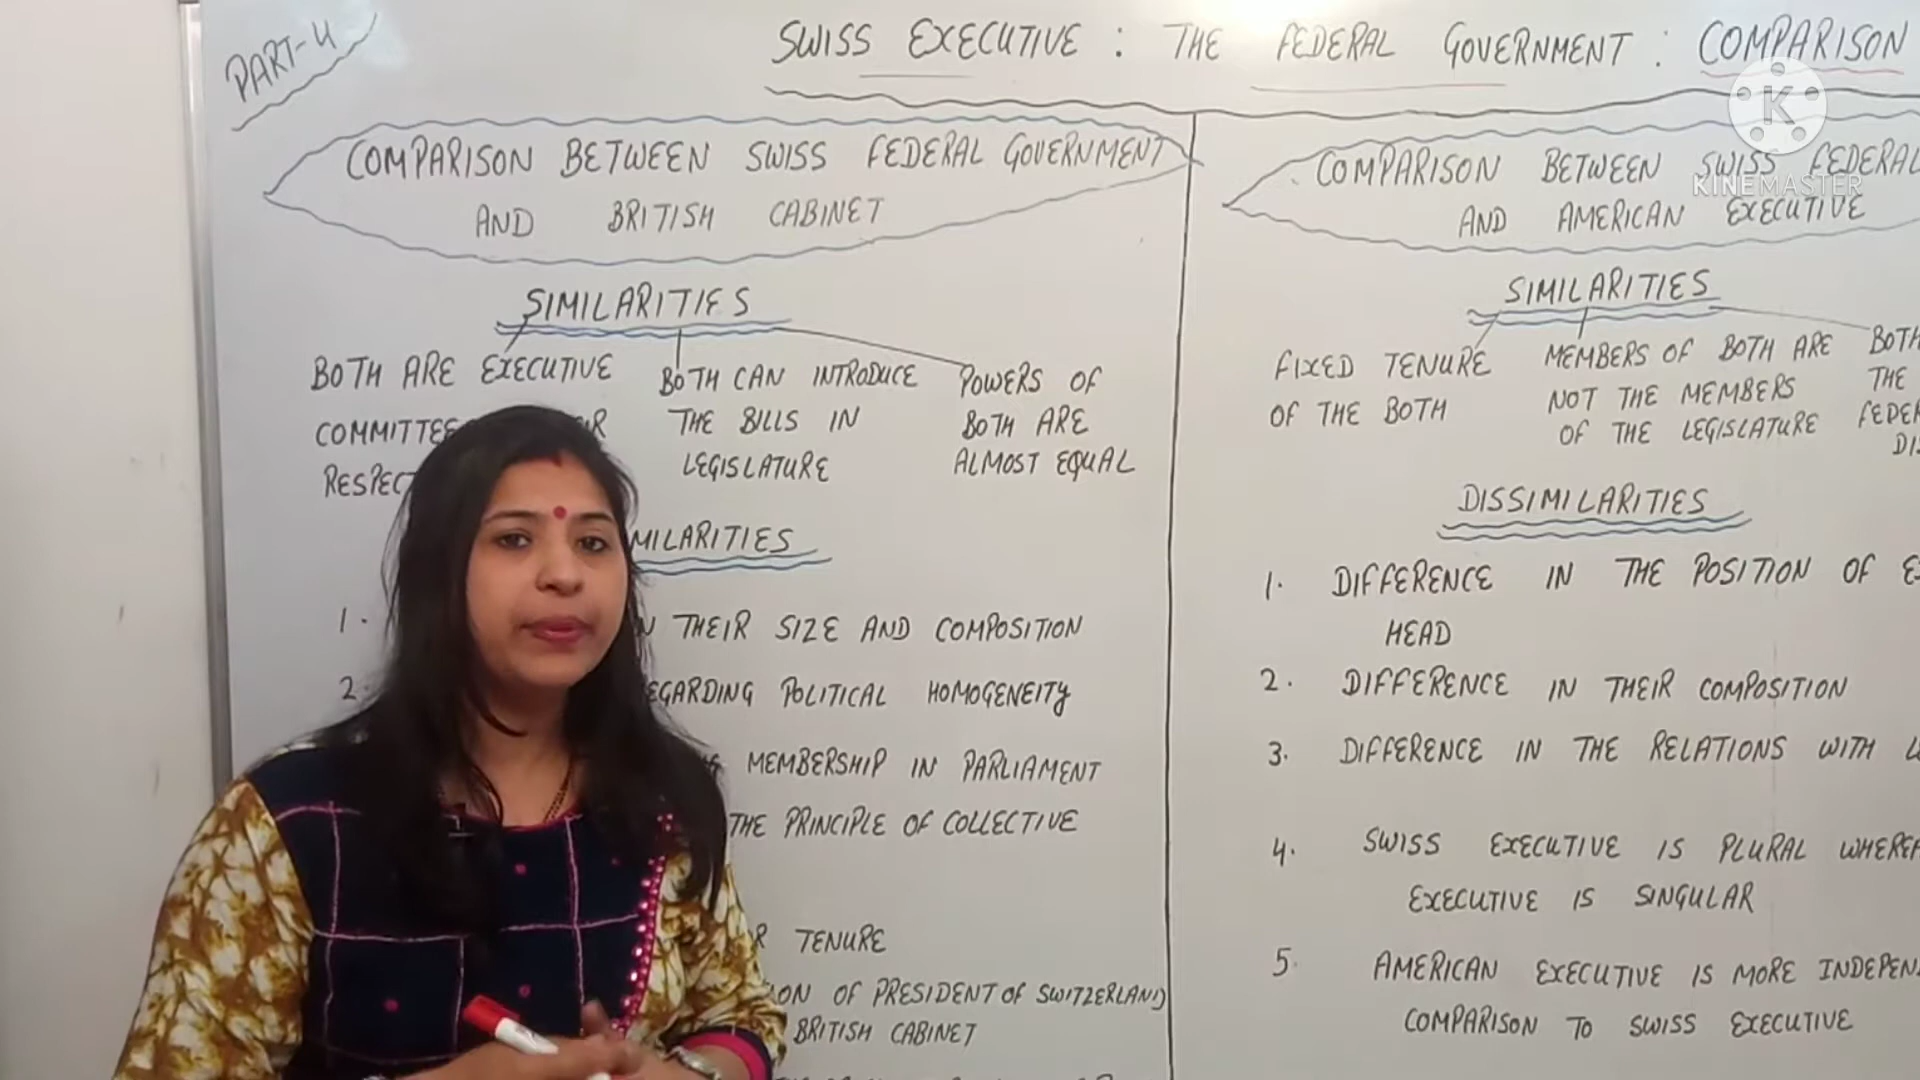 PART-4
SWISS EXECUTIVE : THE FEDERAL GOVERNMENT : COMPARISON
COMPARISON BETWEEN SWISS FEDERAL GOVERNMENT
AND BRITISH CABINET
SIMILARITIES
BOTH ARE EXECUTIVE
COMMITTEE
BOTH CAN INTRODUCE
THE BILLS IN
LEGISLATURE
POWERS OF
BOTH ARE
ALMOST EQUAL
MILARITIES
1. THEIR SIZE AND COMPOSITION
2. EGARDING POLITICAL HOMOGENEITY
MEMBERSHIP IN PARLIAMENT
THE PRINCIPLE OF COLLECTIVE
TENURE
ON OF PRESIDENT OF SWITZERLAND
BRITISH CABINET
COMPARISON BETWEEN SWISS FEDERAL
AND AMERICAN EXECUTIVE
SIMILARITIES
FIXED TENURE
OF THE BOTH
MEMBERS OF BOTH ARE
NOT THE MEMBERS
OF THE LEGISLATURE
BOTH
THE
DISSIMILARITIES
1. DIFFERENCE IN THE POSITION OF
HEAD
2. DIFFERENCE IN THEIR COMPOSITION
3. DIFFERENCE IN THE RELATIONS WITH
4. SWISS EXECUTIVE IS PLURAL
EXECUTIVE IS SINGULAR
5. AMERICAN EXECUTIVE IS MORE
COMPARISON TO SWISS EXECUTIVE
K
KINEMASTER